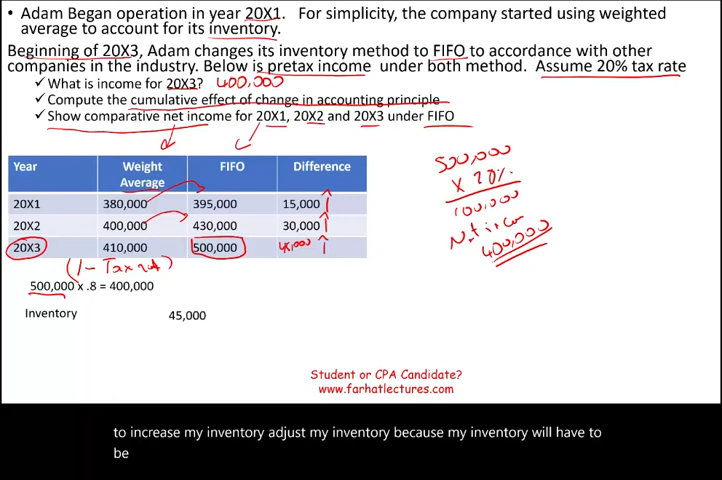 • Adam Began operation in year 20X1. For simplicity, the company started using weighted
average to account for its inventory.
Beginning of 20X3, Adam changes its inventory method to FIFO to accordance with other
companies in the industry. Below is pretax income under both method. Assume 20% tax rate
✓ What is income for 20X3? 400,000
✓ Compute the cumulative effect of change in accounting principle
✓ Show comparative net income for 20X1, 20X2 and 20X3 under FIFO
500,000
X 20%
100,000
Net incom
400,000
Year Weight Average FIFO Difference
20X1 380,000 395,000 15,000
20X2 400,000 430,000 30,000
20X3 410,000 500,000 45,000
(1 - Tax rate)
500,000 x .8 = 400,000
Inventory 45,000
Student or CPA Candidate?
www.farhatlectures.com
to increase my inventory adjust my inventory because my inventory will have to
be